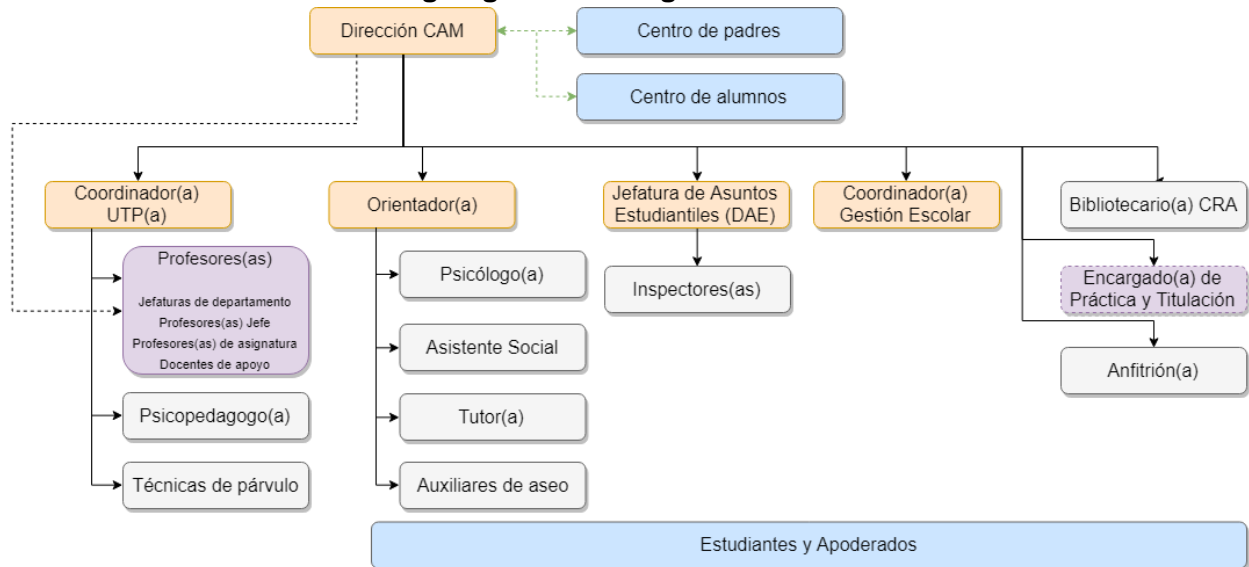 Dirección CAM
Centro de padres
Centro de alumnos
Coordinador(a)
UTP(a)
Orientador(a)
Jefatura de Asuntos
Estudiantiles (DAE)
Coordinador(a)
Gestión Escolar
Bibliotecario(a) CRA
Profesores(as)
Jefaturas de departamento
Profesores(as) Jefe
Profesores(as) de asignatura
Docentes de apoyo
Psicopedagogo(a)
Técnicas de párvulo
Psicólogo(a)
Asistente Social
Tutor(a)
Auxiliares de aseo
Inspectores(as)
Encargado(a) de
Práctica y Titulación
Anfitrión(a)
Estudiantes y Apoderados